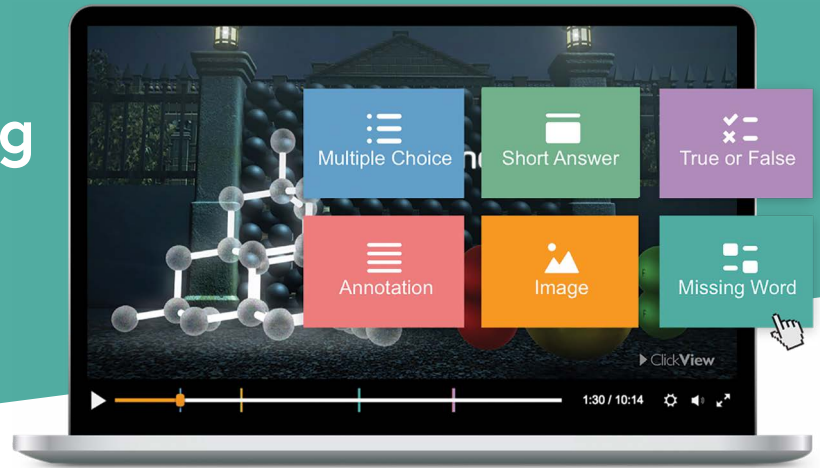 g
Multiple Choice
Short Answer
True or False
Annotation
Image
Missing Word
ClickView
1:30 / 10:14